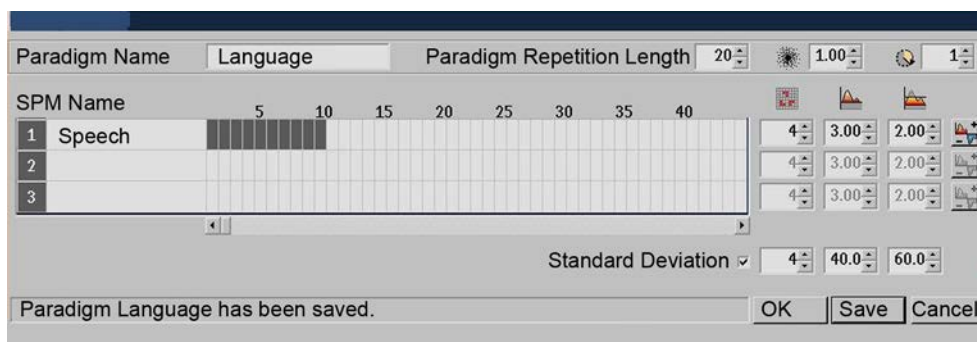 Paradigm Name Language Paradigm Repetition Length 20 1.00 1
SPM Name
5 10 15 20 25 30 35 40
1 Speech 4 3.00 2.00
2 4 3.00 2.00
3 4 3.00 2.00
Standard Deviation 4 40.0 60.0
Paradigm Language has been saved. OK Save Cancel